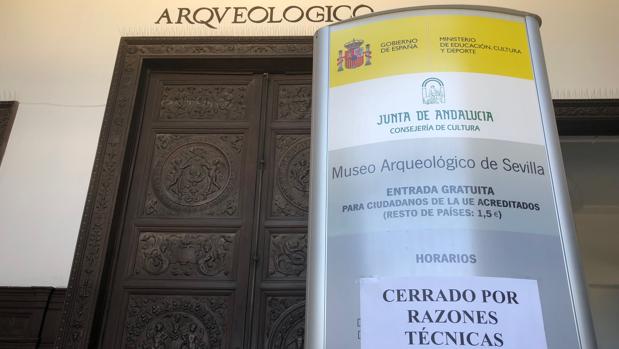 ARQVEOLOGICO
GOBIERNO
DE ESPAÑA
MINISTERIO
DE EDUCACIÓN, CULTURA
Y DEPORTE
JUNTA DE ANDALUCIA
CONSEJERÍA DE CULTURA
Museo Arqueológico de Sevilla
ENTRADA GRATUITA
PARA CIUDADANOS DE LA UE ACREDITADOS
(RESTO DE PAÍSES: 1,5 €)
HORARIOS
CERRADO POR
RAZONES
TÉCNICAS